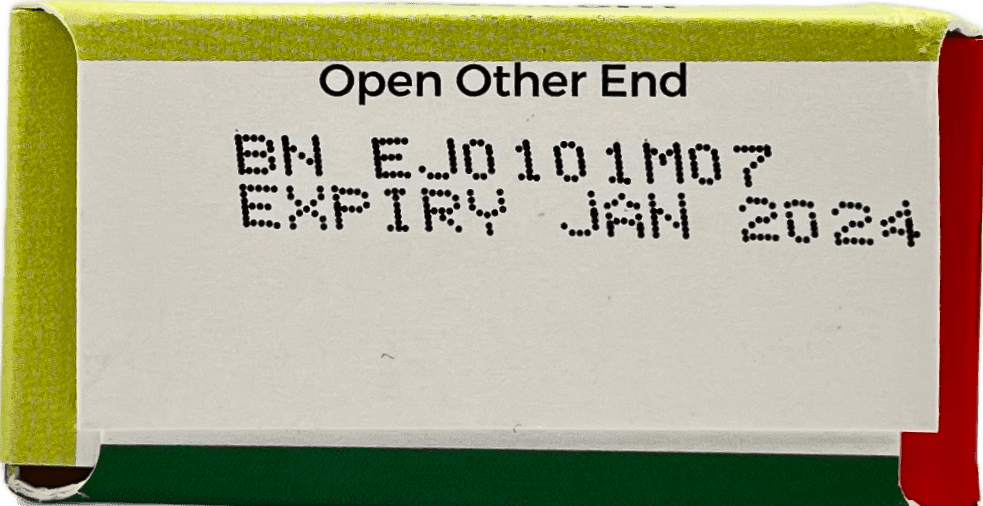 Open Other End
BN EJ0101M07
EXPIRY JAN 2024